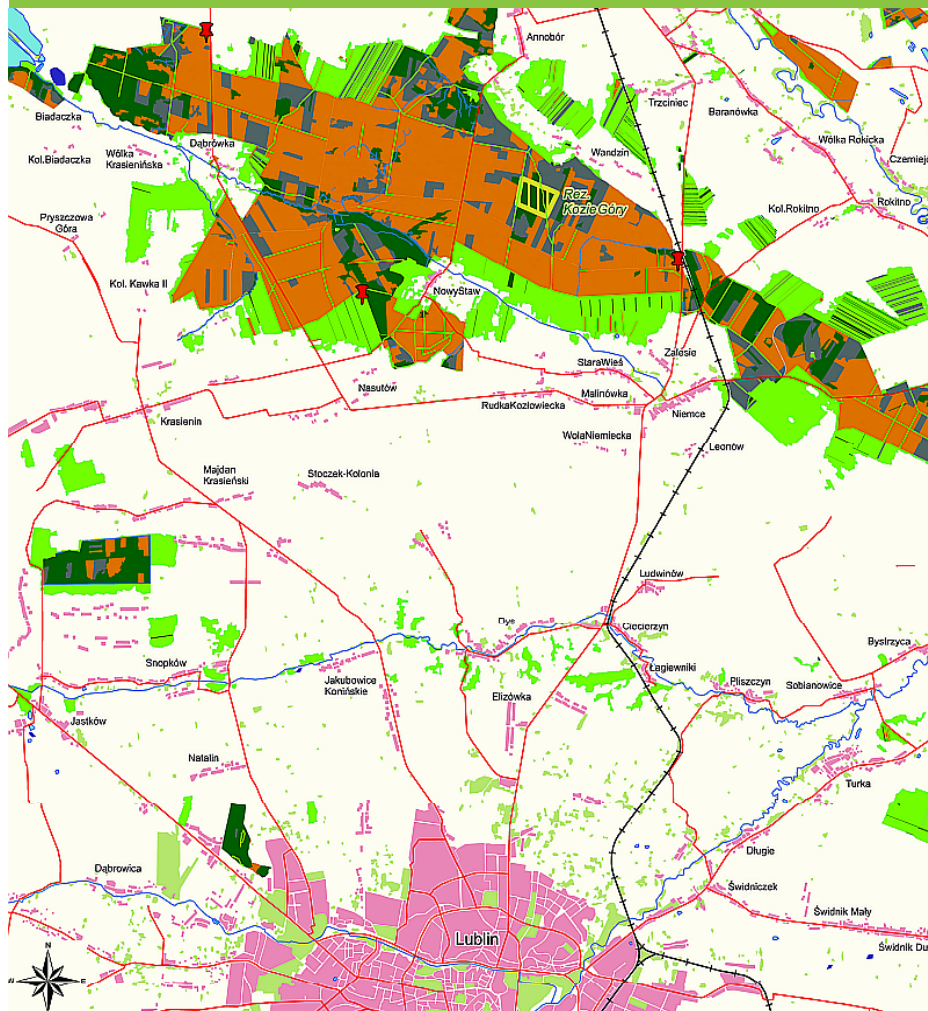 Annobór
Trzciniec
Baranówka
Biadaczka
Dąbrówka
Wólka Rokicka
Kol.Biadaczka
Wólka
Krasienińska
Wandzin
Czemiejo
Rez.
KozieGóry
Rokitno
Kol.Rokitno
Pryszczowa
Góra
Kol. Kawka II
NowyStaw
StaraWieś
Zalesie
Nasutów
Malinówka
RudkaKozłowiecka
Niemce
Krasienin
WolaNiemiecka
Leonów
Majdan
Krasieński
Stoczek-Kolonia
Ludwinów
Dys
Ciecierzyn
Bystrzyca
Snopków
Łagiewniki
Jakubowice
Konińskie
Pliszczyn
Sobianowice
Elizówka
Jastków
Natalin
Turka
Długie
Dąbrowica
Świdniczek
Świdnik Mały
Lublin
Świdnik Du
N
W
E
S